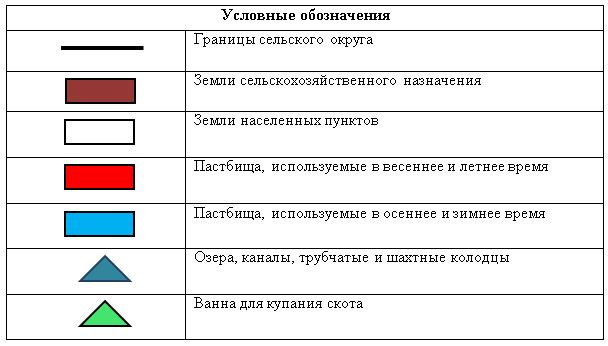 Условные обозначения
Границы сельского округа
Земли сельскохозяйственного назначения
Земли населенных пунктов
Пастбища, используемые в весеннее и летнее время
Пастбища, используемые в осеннее и зимнее время
Озера, каналы, трубчатые и шахтные колодцы
Ванна для купания скота